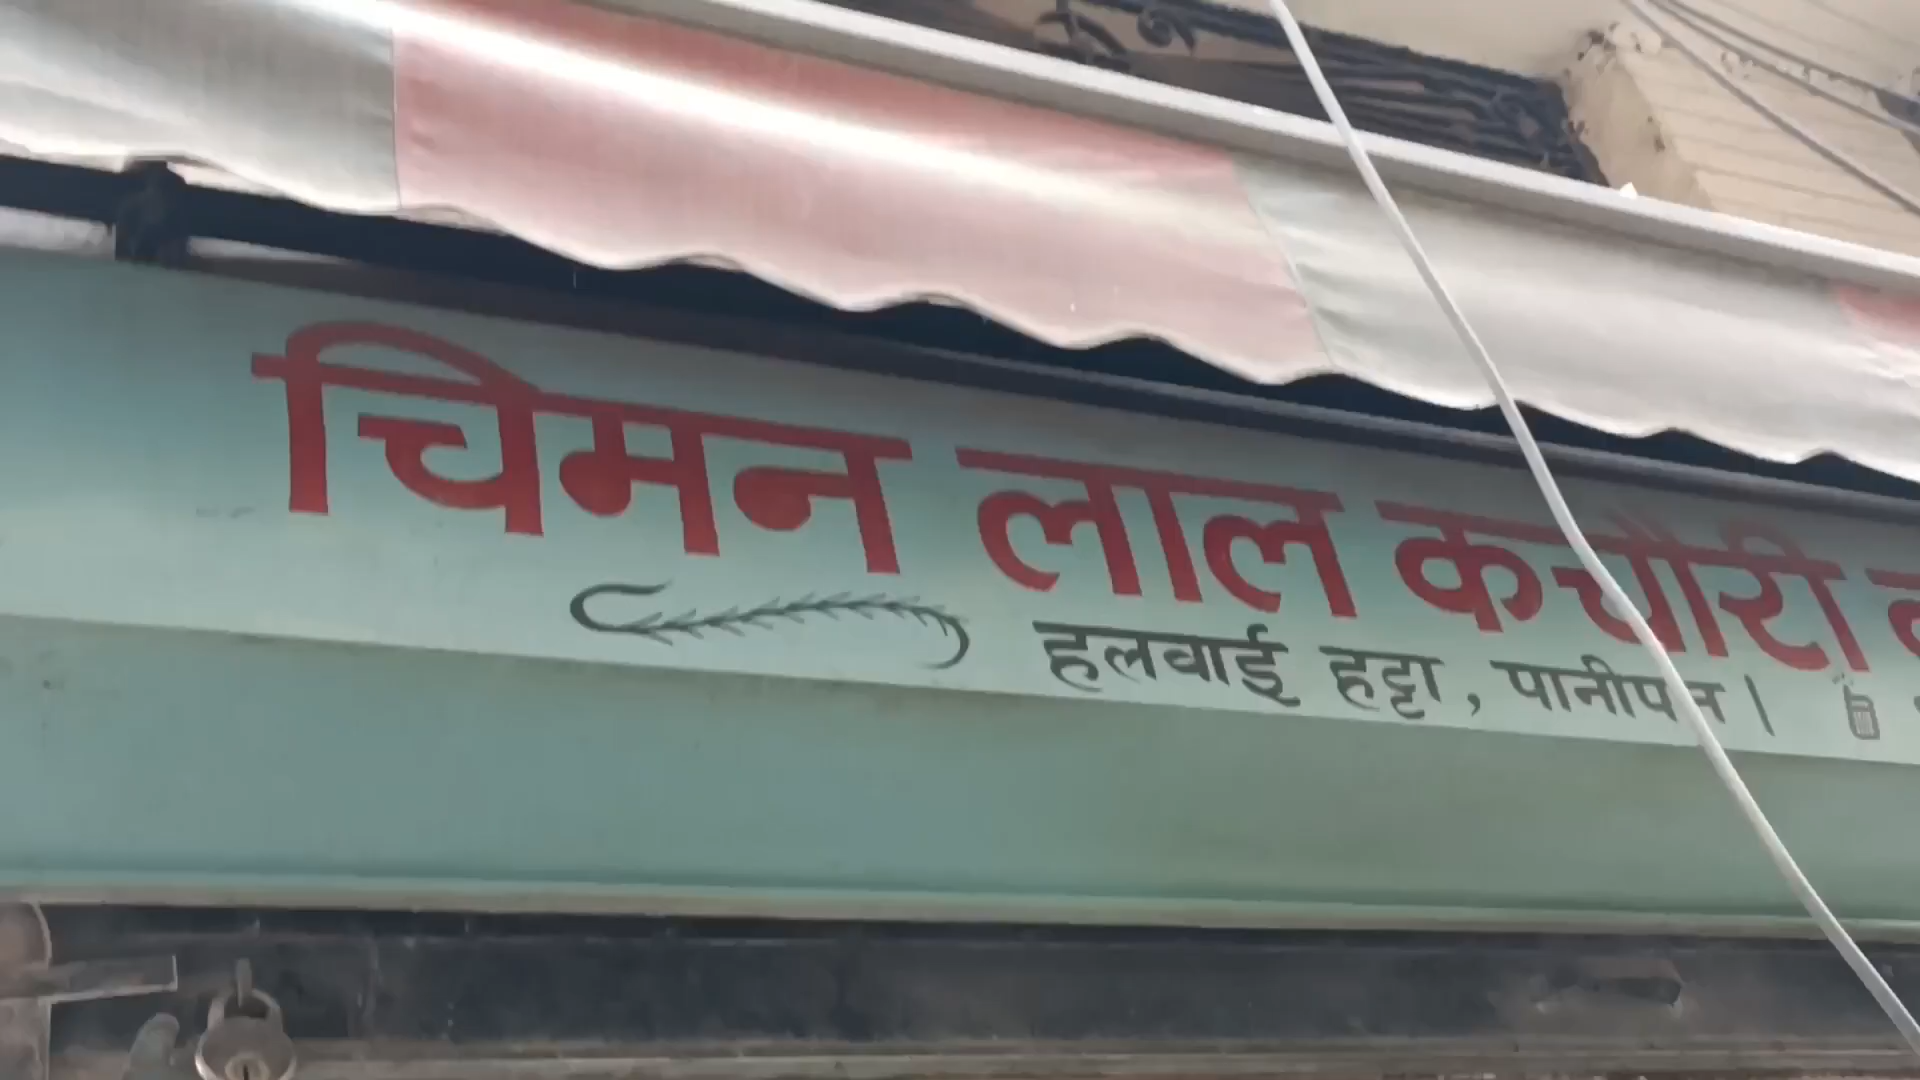 चिमन लाल कचौरी
हलवाई हट्टा, पानीपत ।